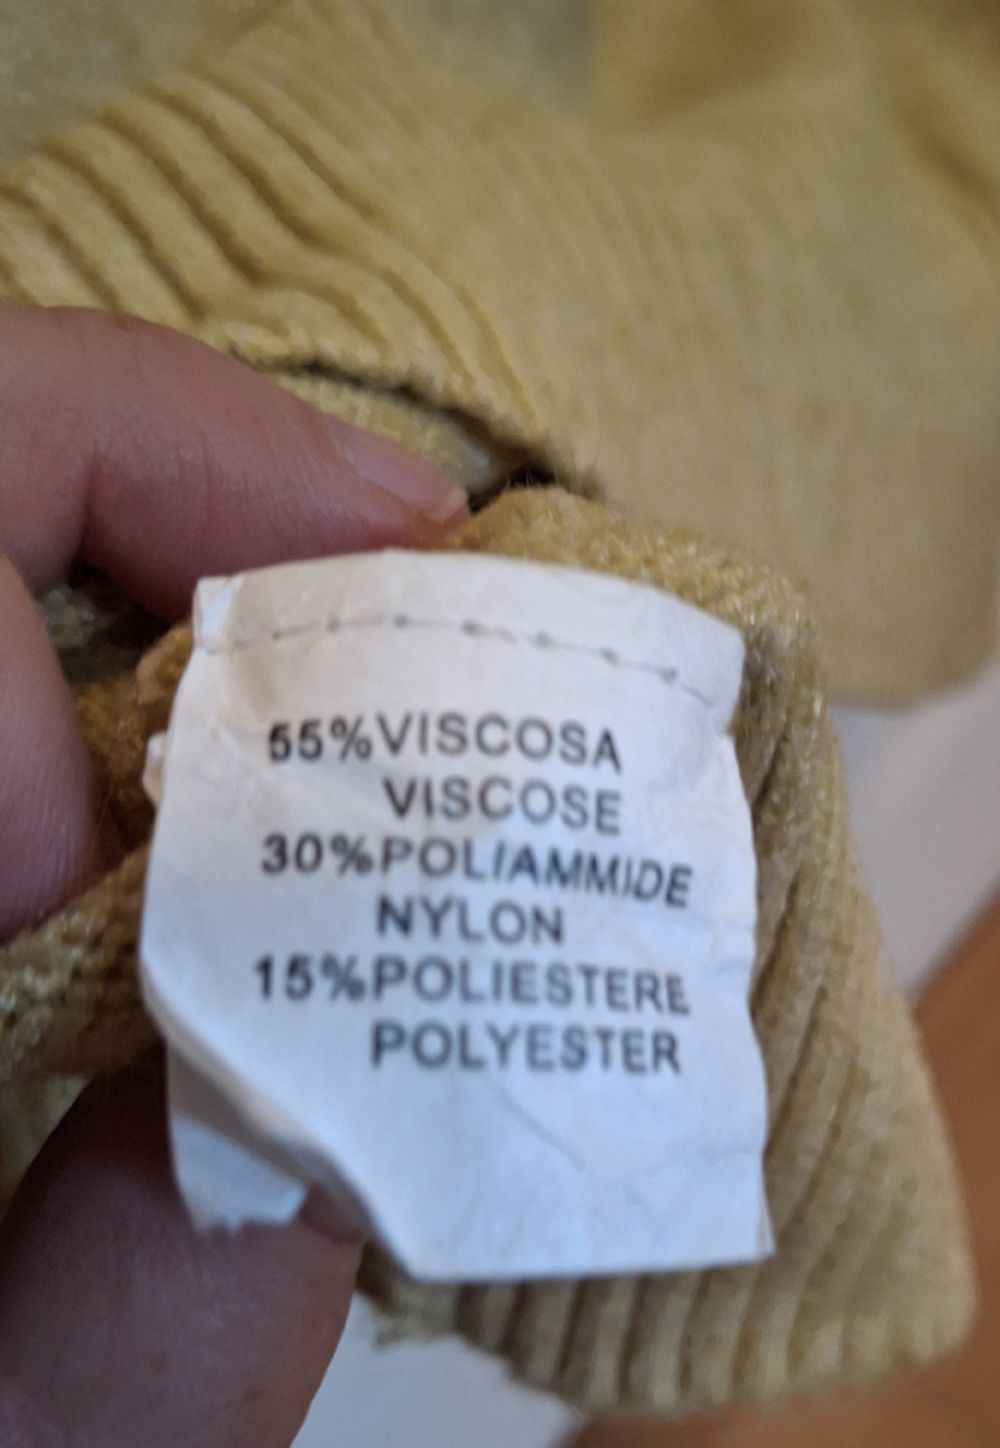 55%VISCOSA
VISCOSE
30%POLIAMMIDE
NYLON
15%POLIESTERE
POLYESTER